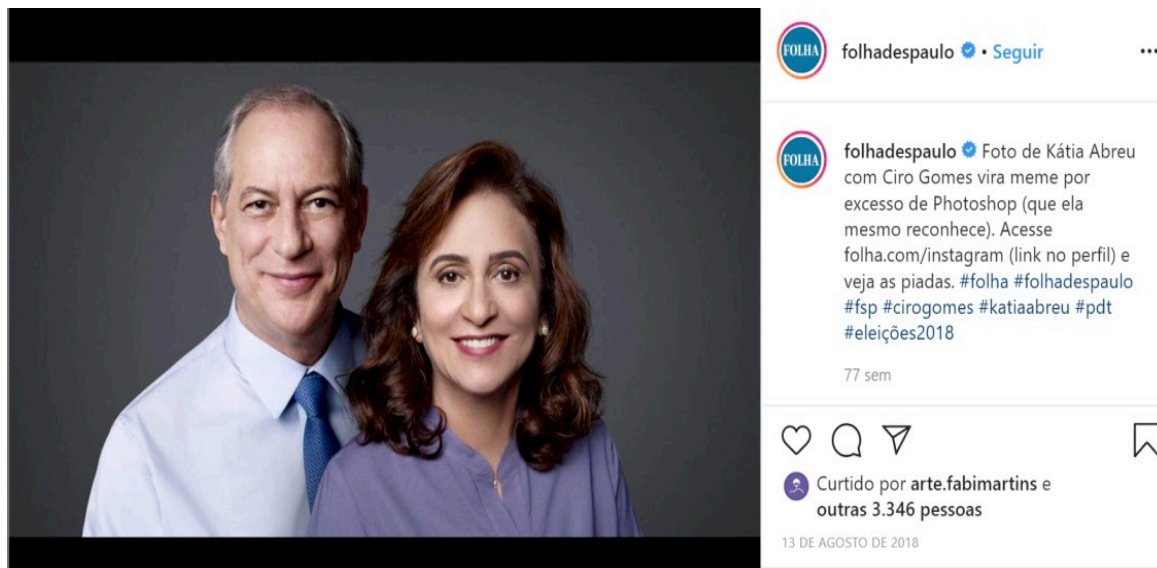 FOLHA
folhadespaulo • Seguir
FOLHA
folhadespaulo Foto de Kátia Abreu
com Ciro Gomes vira meme por
excesso de Photoshop (que ela
mesmo reconhece). Acesse
folha.com/instagram (link no perfil) e
veja as piadas. #folha #folhadespaulo
#fsp #cirogomes #katiaabreu #pdt
#eleições2018
77 sem
Curtido por arte.fabimartins e
outras 3.346 pessoas
13 DE AGOSTO DE 2018